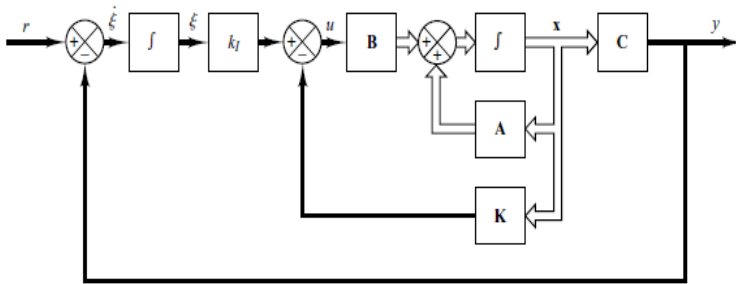 r + − ξ̇ ∫ ξ k_I + − u B + + ∫ x C y
A
K